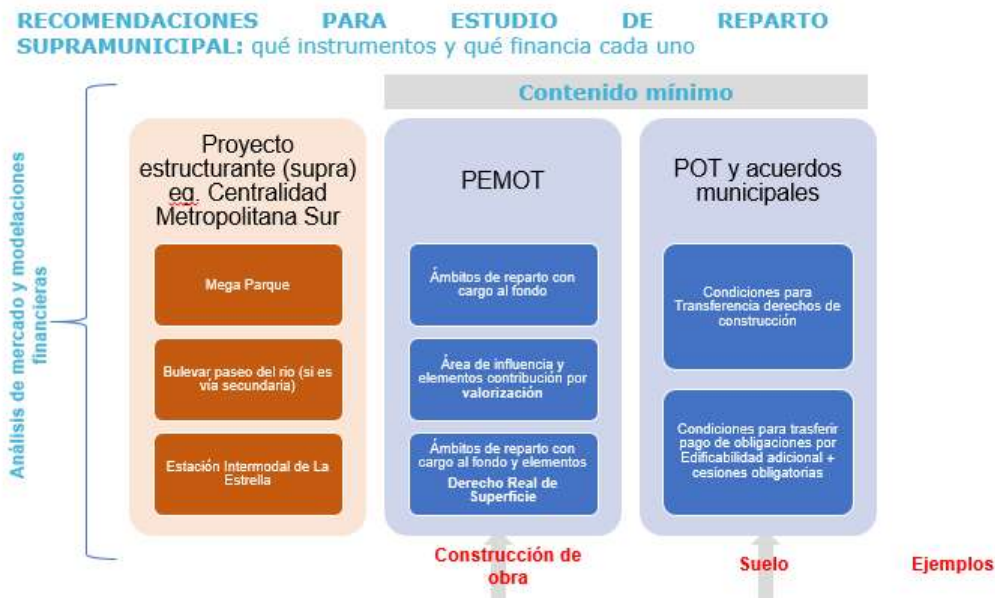 RECOMENDACIONES PARA ESTUDIO DE REPARTO
SUPRAMUNICIPAL: qué instrumentos y qué financia cada uno
Contenido mínimo
Análisis de mercado y modelaciones
financieras
Proyecto
estructurante (supra)
eg. Centralidad
Metropolitana Sur
Mega Parque
Bulevar paseo del rio (si es
vía secundaria)
Estación Intermodal de La
Estrella
PEMOT
Ámbitos de reparto con
cargo al fondo
Área de influencia y
elementos contribución por
valorización
Ámbitos de reparto con
cargo al fondo y elementos
Derecho Real de
Superficie
POT y acuerdos
municipales
Condiciones para
Transferencia derechos de
construcción
Condiciones para trasferir
pago de obligaciones por
Edificabilidad adicional +
cesiones obligatorias
Construcción de
obra
Suelo
Ejemplos